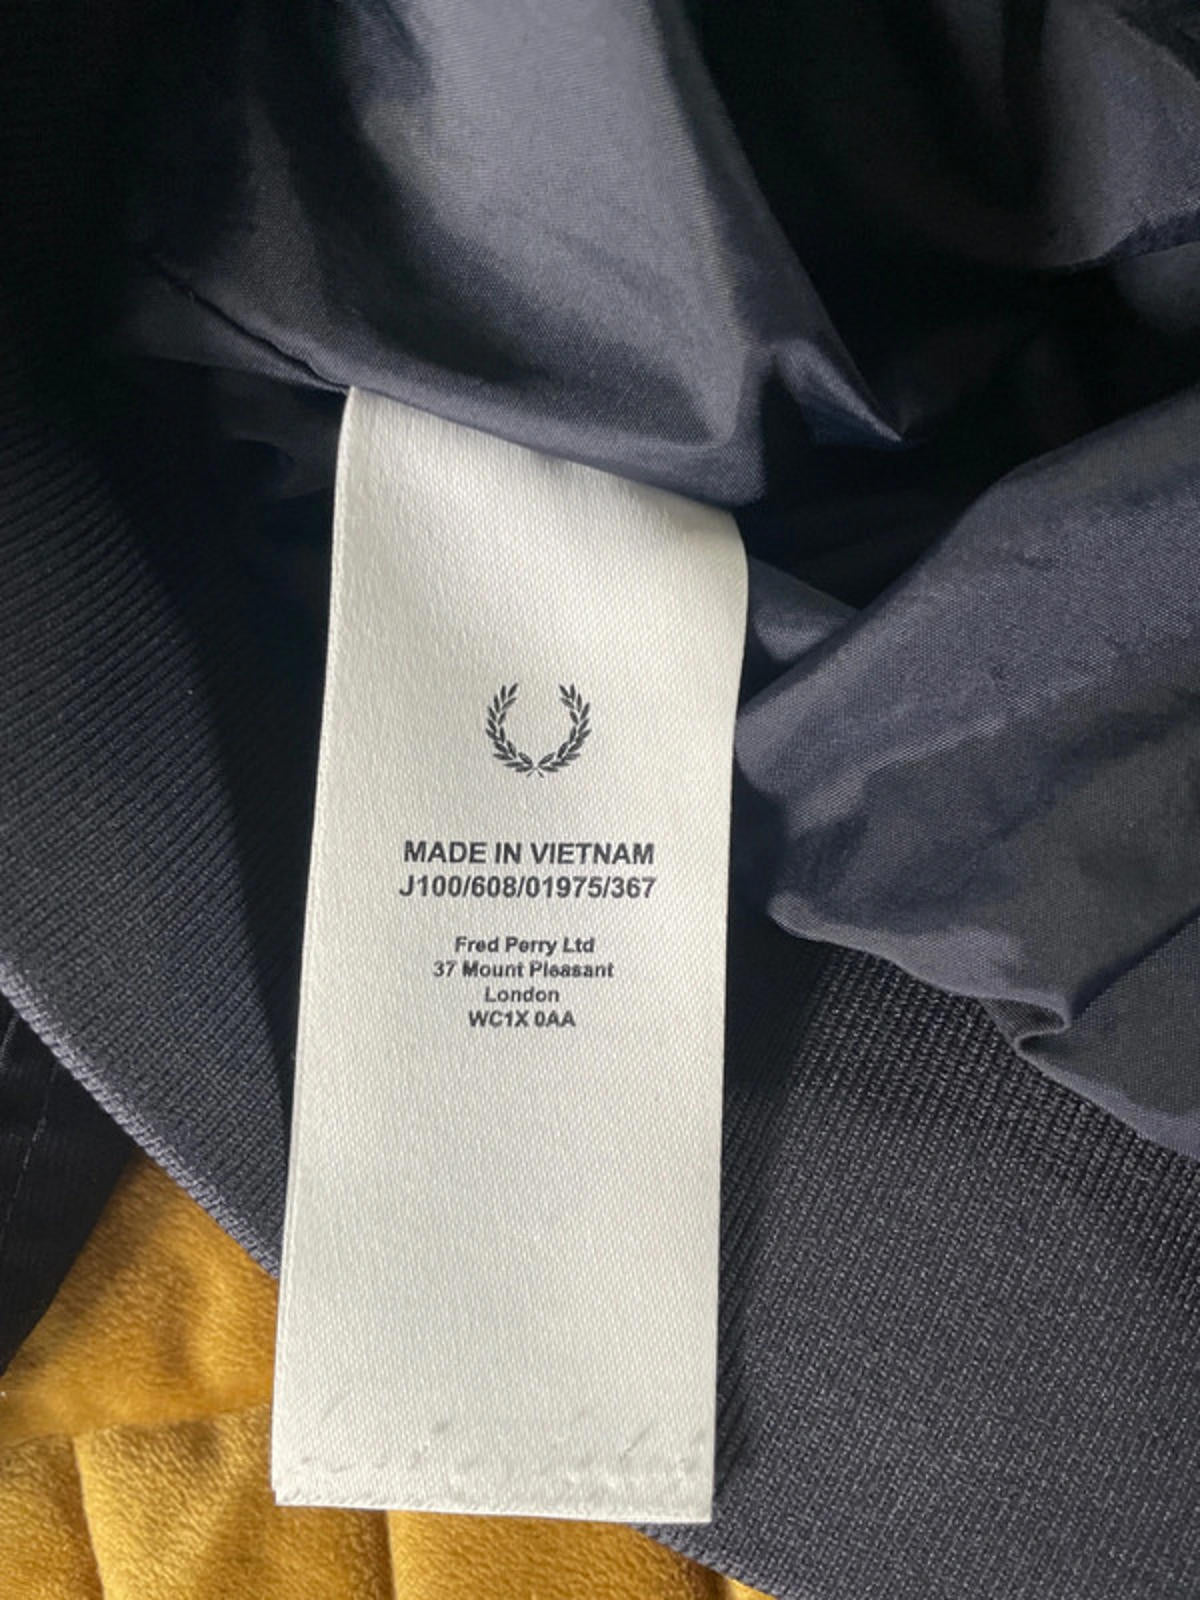 MADE IN VIETNAM
J100/608/01975/367
Fred Perry Ltd
37 Mount Pleasant
London
WC1X 0AA